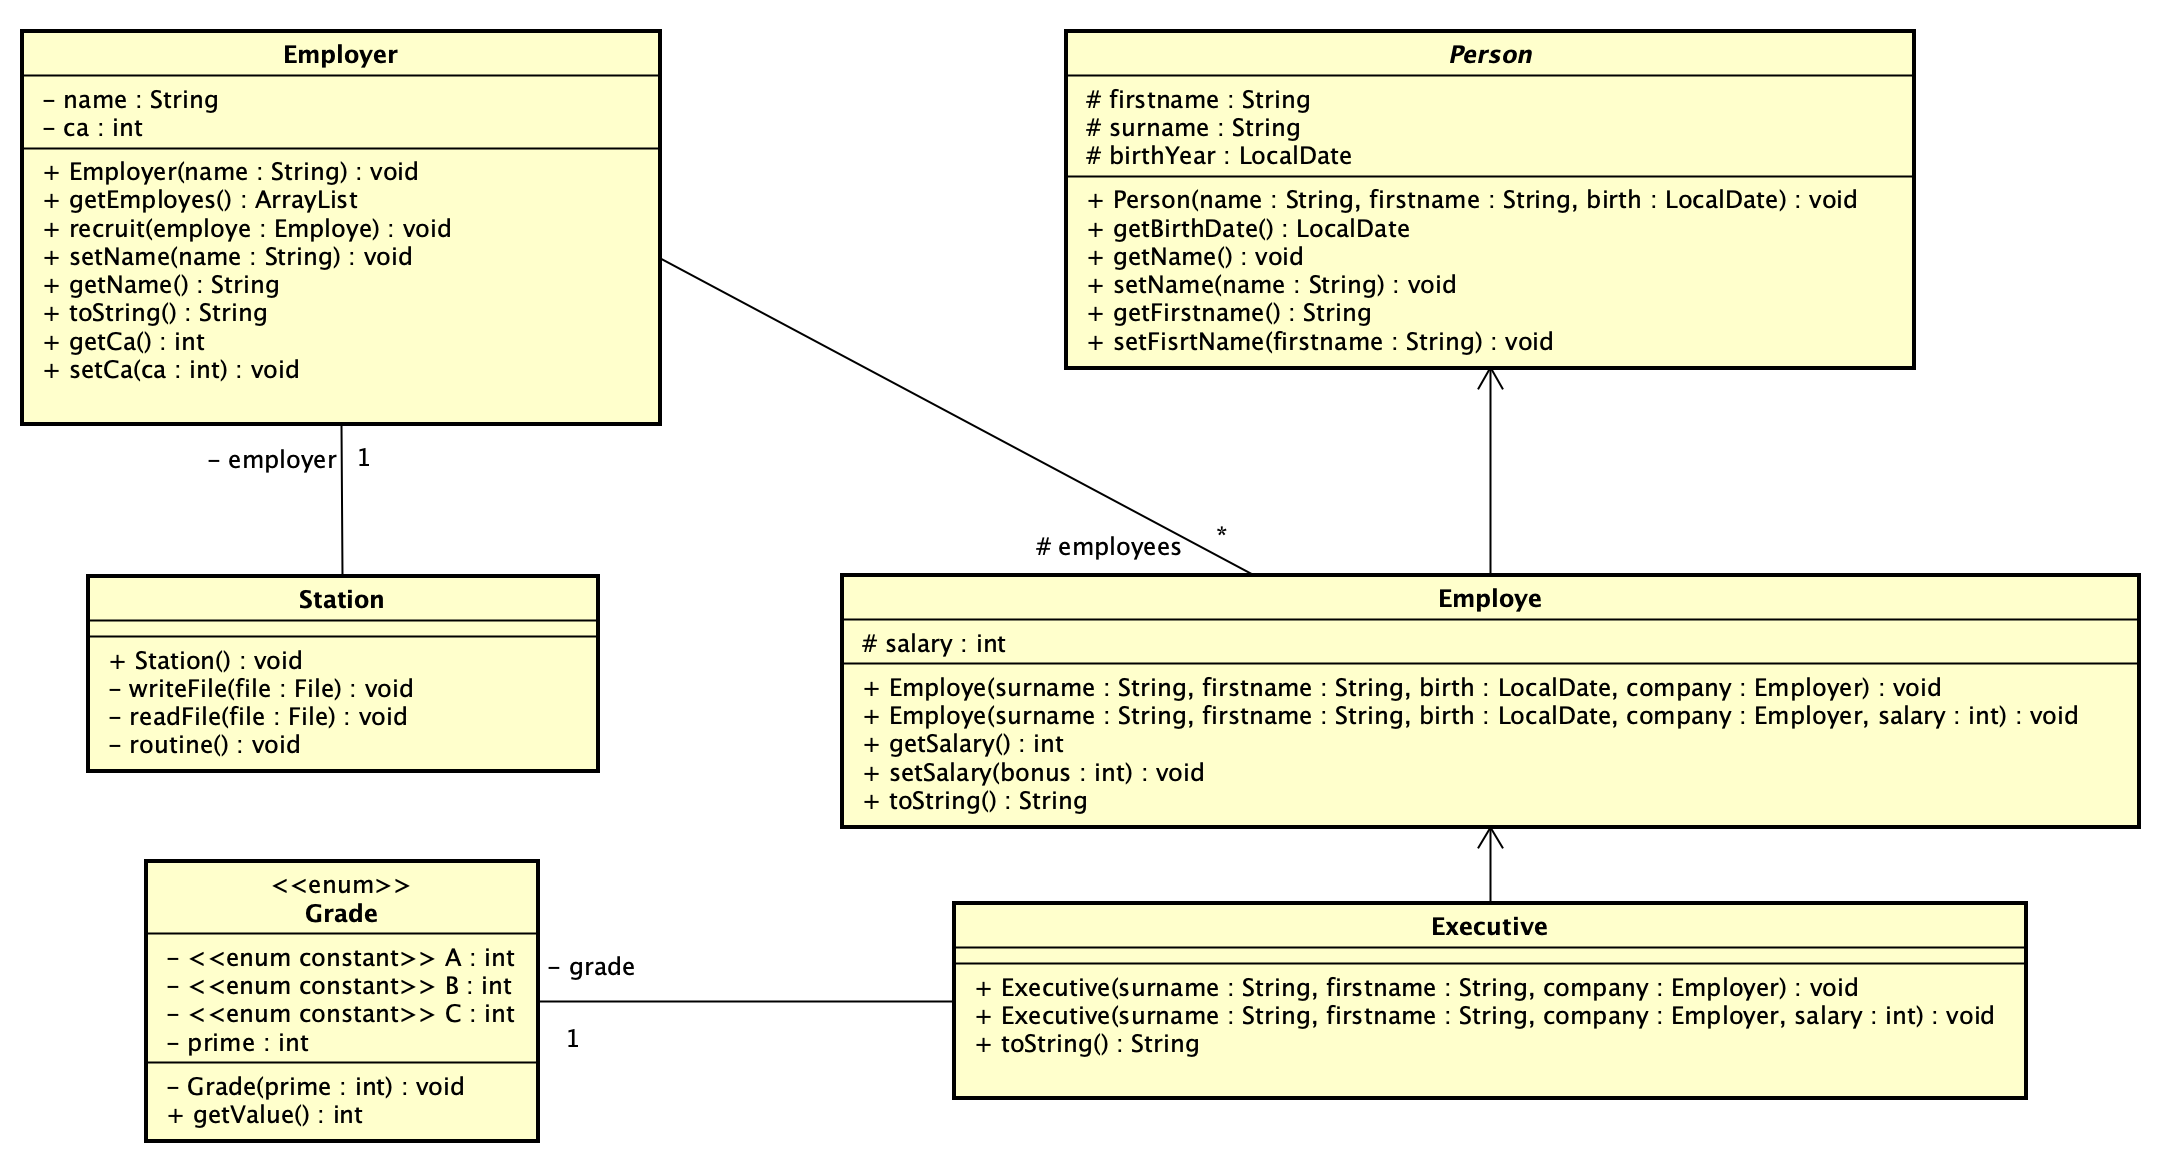 Employer
– name : String
– ca : int
+ Employer(name : String) : void
+ getEmployes() : ArrayList
+ recruit(employe : Employe) : void
+ setName(name : String) : void
+ getName() : String
+ toString() : String
+ getCa() : int
+ setCa(ca : int) : void
Person
# firstname : String
# surname : String
# birthYear : LocalDate
+ Person(name : String, firstname : String, birth : LocalDate) : void
+ getBirthDate() : LocalDate
+ getName() : void
+ setName(name : String) : void
+ getFirstname() : String
+ setFisrtName(firstname : String) : void
– employer
1
# employees
*
Station
+ Station() : void
– writeFile(file : File) : void
– readFile(file : File) : void
– routine() : void
Employe
# salary : int
+ Employe(surname : String, firstname : String, birth : LocalDate, company : Employer) : void
+ Employe(surname : String, firstname : String, birth : LocalDate, company : Employer, salary : int) : void
+ getSalary() : int
+ setSalary(bonus : int) : void
+ toString() : String
<<enum>>
Grade
– <<enum constant>> A : int
– <<enum constant>> B : int
– <<enum constant>> C : int
– prime : int
– Grade(prime : int) : void
+ getValue() : int
– grade
1
Executive
+ Executive(surname : String, firstname : String, company : Employer) : void
+ Executive(surname : String, firstname : String, company : Employer, salary : int) : void
+ toString() : String